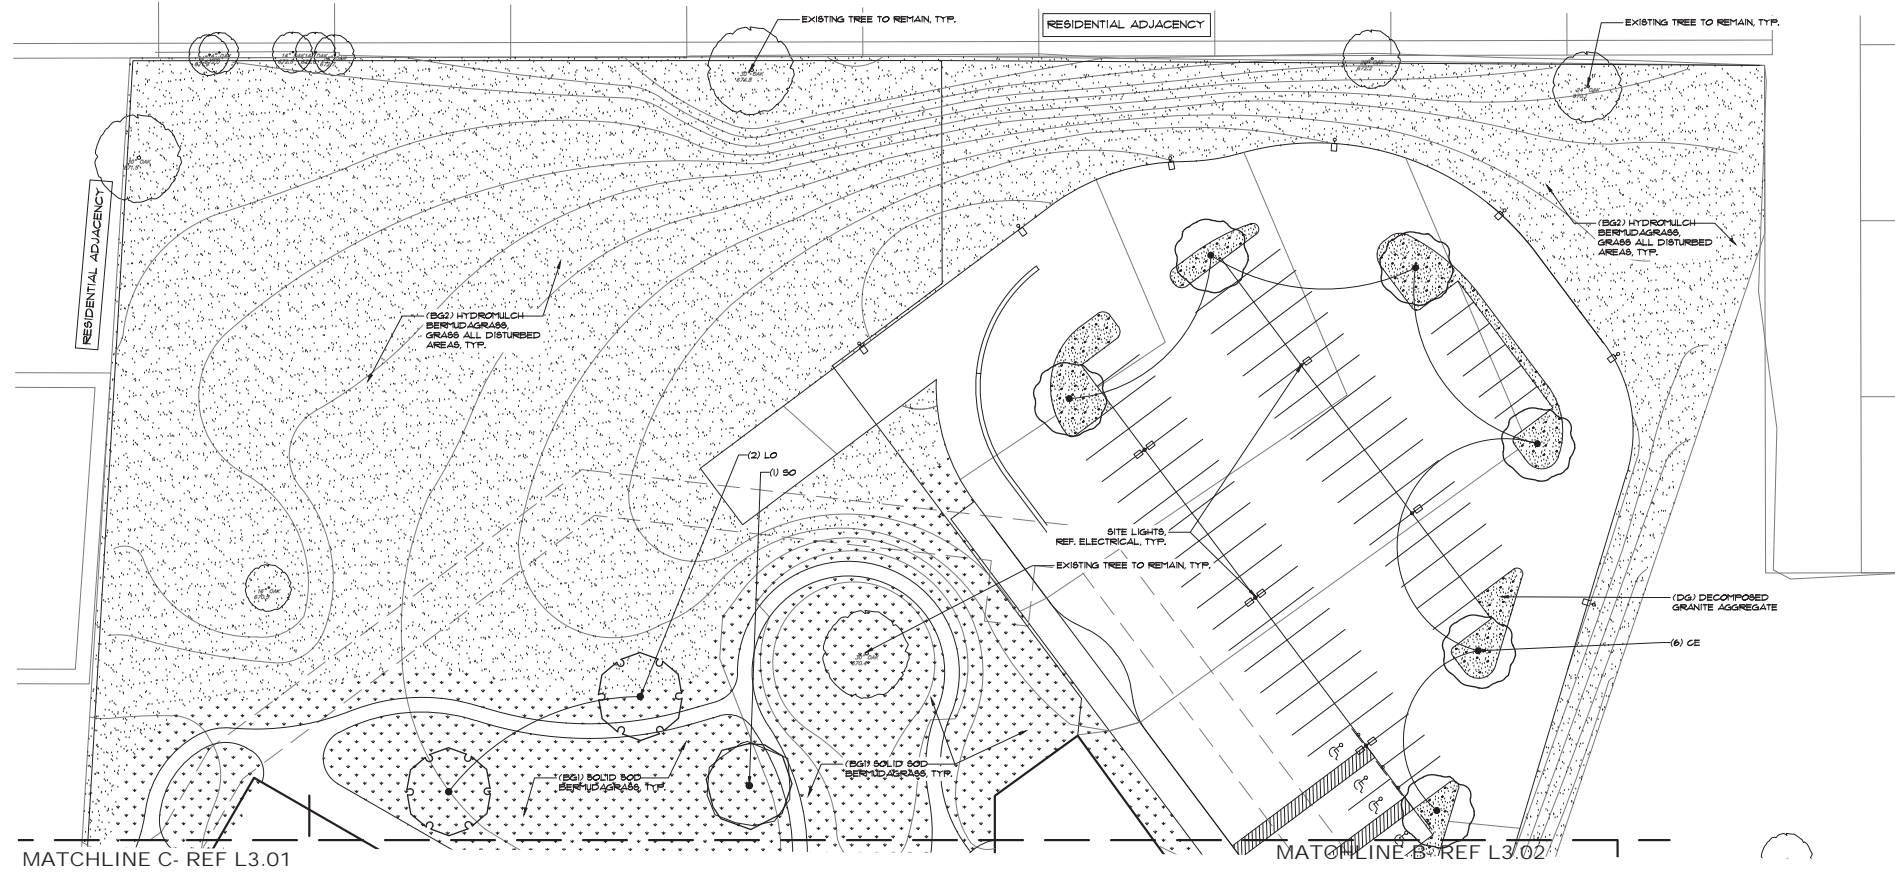 EXISTING TREE TO REMAIN, TYP.
RESIDENTIAL ADJACENCY
EXISTING TREE TO REMAIN, TYP.
RESIDENTIAL ADJACENCY
(BG2) HYDROMULCH
BERMUDAGRASS,
GRASS ALL DISTURBED
AREAS, TYP.
(BG2) HYDROMULCH
BERMUDAGRASS,
GRASS ALL DISTURBED
AREAS, TYP.
(2) LO
(1) SO
SITE LIGHTS,
REF. ELECTRICAL, TYP.
EXISTING TREE TO REMAIN, TYP.
(DG) DECOMPOSED
GRANITE AGGREGATE
(6) CE
(BG1) SOLID SOD
BERMUDAGRASS, TYP.
(BG1) SOLID SOD
BERMUDAGRASS, TYP.
MATCHLINE C- REF L3.01
MATCHLINE B- REF L3.02